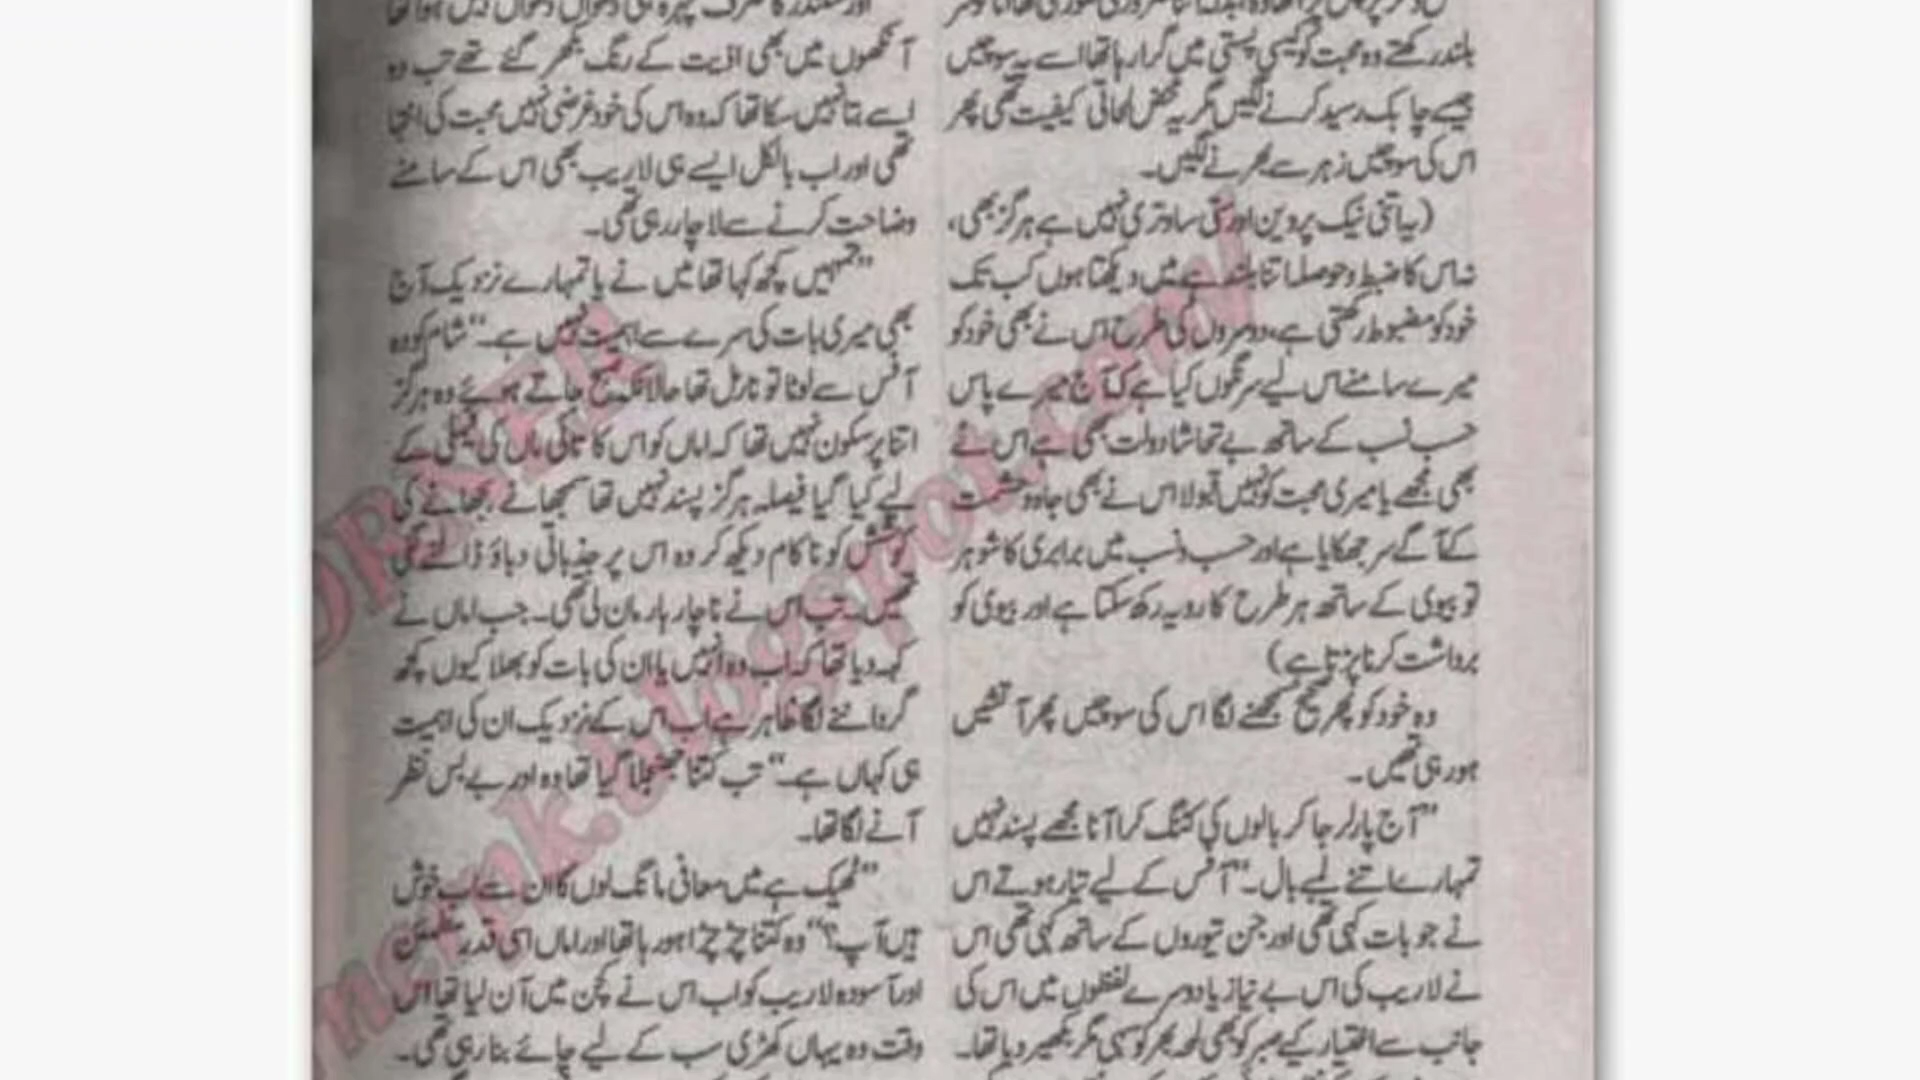 بلند رکھتے وہ محبت کو کیسی پستی میں گرا رہا تھا اسے یہ سوچیں
جیسے چابک رسید کرنے لگیں مگر یہ محض لمحاتی کیفیت تھی پھر
اس کی سوچیں زہر سے بھرنے لگیں۔
(یہ اتنی نیک پروین اور ستی ساوتری نہیں ہے ہرگز بھی،
نہ اس کا ضبط و حوصلہ اتنا بلند ہے میں دیکھتا ہوں کب تک
خود کو مضبوط رکھتی ہے، دوسروں کی طرح اس نے بھی خود کو
میرے سامنے اس لیے سرنگوں کیا ہے کہ آج میرے پاس
حسب نسب کے ساتھ بے تحاشا دولت بھی ہے اس نے
بھی مجھے یا میری محبت کو نہیں قبولا اس نے بھی جاہ و حشمت
کے آگے سر جھکایا ہے اور حسب ونسب میں برابری کا شوہر
تو بیوی کے ساتھ ہر طرح کا رویہ رکھ سکتا ہے اور بیوی کو
برداشت کرنا پڑتا ہے)
وہ خود کو پھر صحیح سمجھنے لگا اس کی سوچیں پھر آتشیں
ہو رہی تھیں۔
"آج پارلر جا کر بالوں کی کٹنگ کرا آنا مجھے پسند نہیں
تمہارے اتنے لمبے بال۔" آفس کے لیے تیار ہوتے اس
نے جو بات کہی تھی اور جن تیوروں کے ساتھ کہی تھی اس
نے لاریب کی اس بے نیاز یا دوسرے لفظوں میں اس کی
جانب سے اختیار کیے صبر کو بھی لمحہ بھر کو سہی مگر بکھیر دیا تھا۔
آنکھوں میں بھی اذیت کے رنگ بکھر گئے تھے تب وہ
اسے بتا نہیں سکا تھا کہ وہ اس کی خود غرضی نہیں محبت کی انتہا
تھی اور اب بالکل ایسے ہی لاریب بھی اس کے سامنے
وضاحت کرنے سے لاچار رہی تھی۔
"تمہیں کچھ کہا تھا میں نے یا تمہارے نزدیک آج
بھی میری بات کی سرے سے اہمیت نہیں ہے۔" شام کو وہ
آفس سے لوٹا تو نارمل تھا حالانکہ صبح جاتے ہوئے وہ ہرگز
اتنا پرسکون نہیں تھا کہ اماں کو اس کا تائی ماں کی فیملی کے
لیے کیا گیا فیصلہ ہرگز پسند نہیں تھا سمجھانے بجھانے کی
کوشش کو ناکام دیکھ کر وہ اس پر جذباتی دباؤ ڈالنے لگی
تھیں۔ تب اس نے ناچار ہار مان لی تھی۔ جب اماں نے
کہہ دیا تھا کہ اب وہ انہیں یا ان کی بات کو بھلا کیوں کچھ
گرداننے لگا ظاہر ہے اب اس کے نزدیک ان کی اہمیت
ہی کہاں ہے۔" تب کتنا جھنجلا گیا تھا وہ اور بے بس نظر
آنے لگا تھا۔
"ٹھیک ہے میں معافی مانگ لوں گا ان سے اب خوش
ہیں آپ؟" وہ کتنا چڑچڑا ہو رہا تھا اور اماں اسی قدر مطمئن
اور آسودہ لاریب کو اب اس نے کچن میں آن لیا تھا اس
وقت وہ یہاں کھڑی سب کے لیے چائے بنا رہی تھی۔